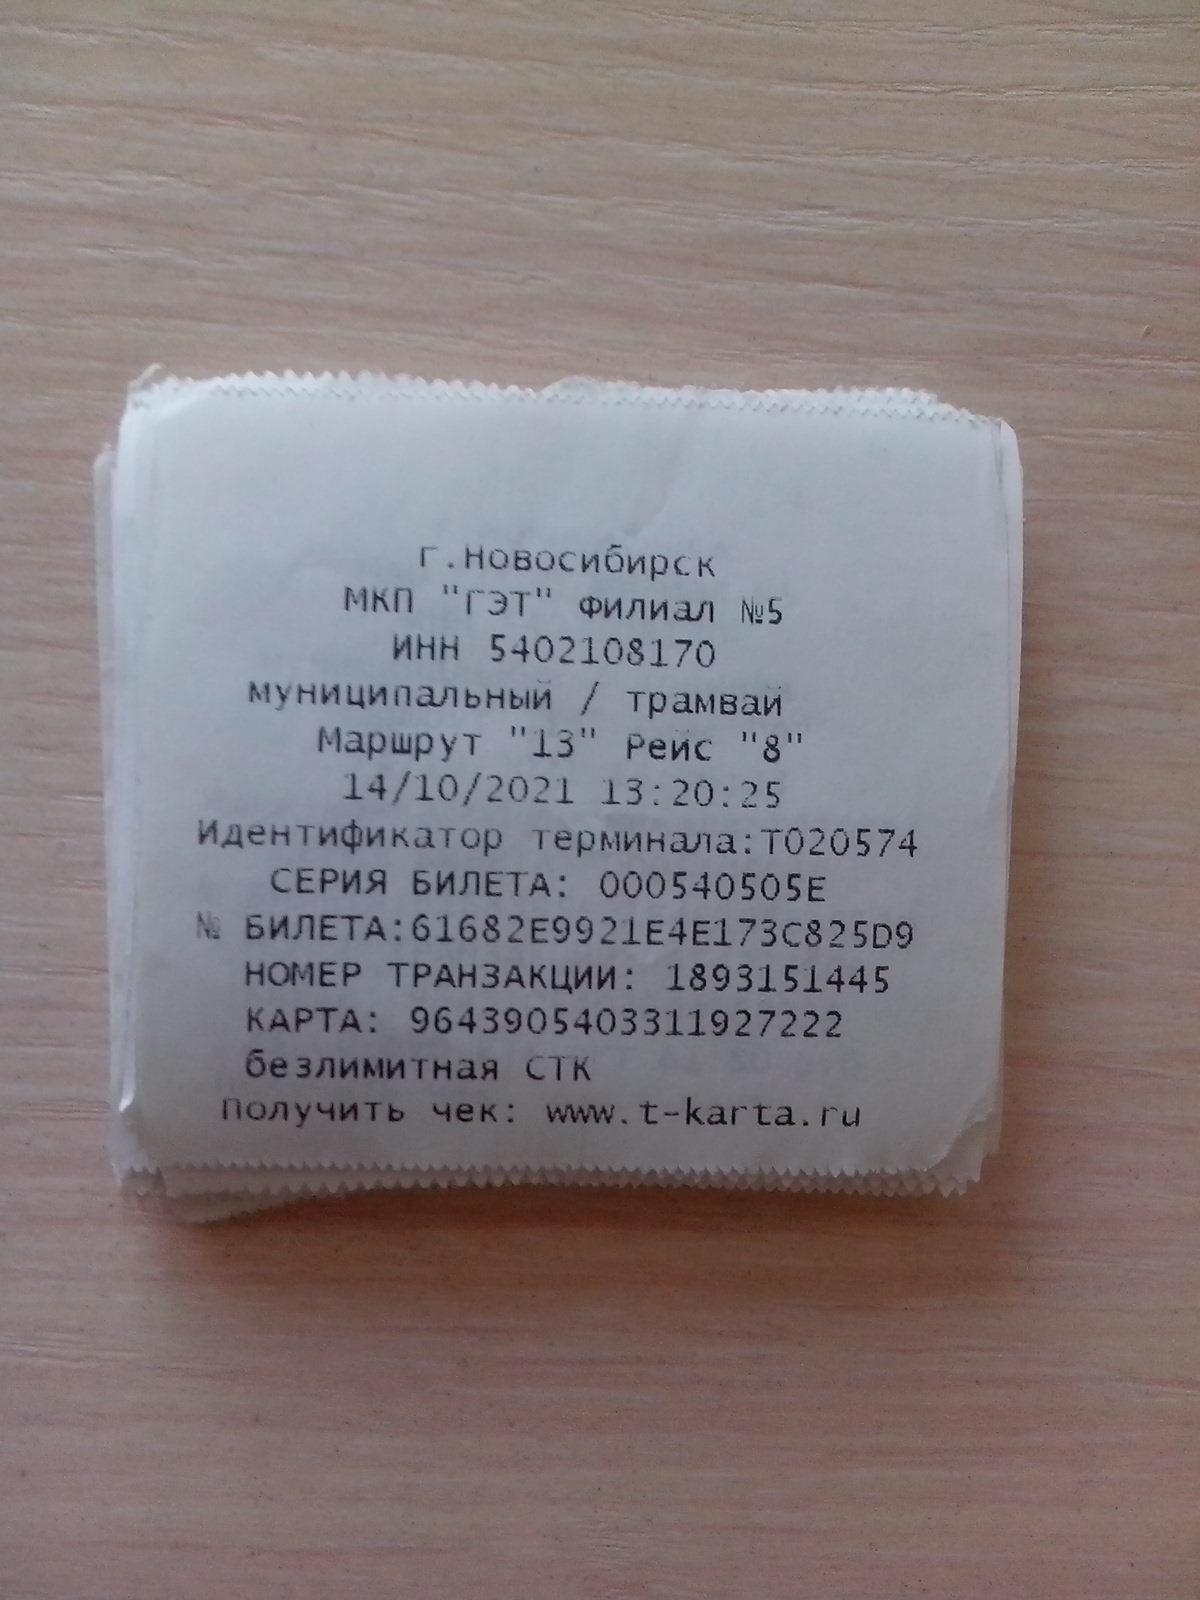 г.Новосибирск
МКП "ГЭТ" Филиал №5
ИНН 5402108170
муниципальный / трамвай
Маршрут "13" Рейс "8"
14/10/2021 13:20:25
Идентификатор терминала:T020574
СЕРИЯ БИЛЕТА: 000540505E
№ БИЛЕТА:61682E9921E4E173C825D9
НОМЕР ТРАНЗАКЦИИ: 1893151445
КАРТА: 9643905403311927222
безлимитная СТК
Получить чек: www.t-karta.ru